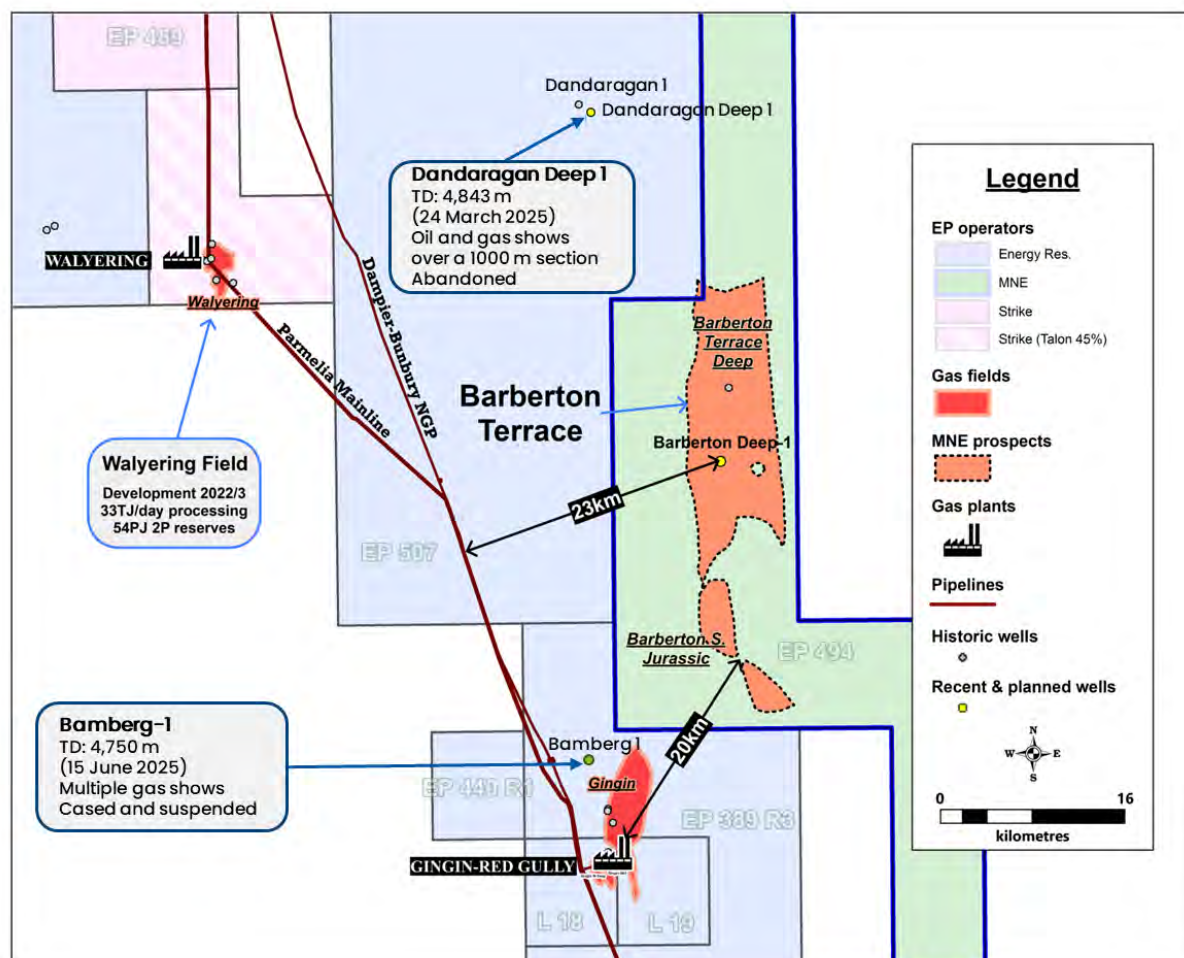 EP 469
Dandaragan 1
Dandaragan Deep 1
Dandaragan Deep 1
TD: 4,843 m
(24 March 2025)
Oil and gas shows
over a 1000 m section
Abandoned
WALYERING
Walyering
Dampier-Bunbury NGP
Parmelia Mainline
Walyering Field
Development 2022/3
33TJ/day processing
54PJ 2P reserves
Barberton
Terrace
Deep
Barberton
Terrace
Barberton Deep-1
23km
EP 507
Barberton S.
Jurassic
EP 494
20km
Bamberg-1
TD: 4,750 m
(15 June 2025)
Multiple gas shows
Cased and suspended
Bamberg 1
Gingin
EP 440 R1
EP 389 R3
GINGIN-RED GULLY
L 18
L 19
Legend
EP operators
Energy Res.
MNE
Strike
Strike (Talon 45%)
Gas fields
MNE prospects
Gas plants
Pipelines
Historic wells
Recent & planned wells
N
W
E
S
0
16
kilometres